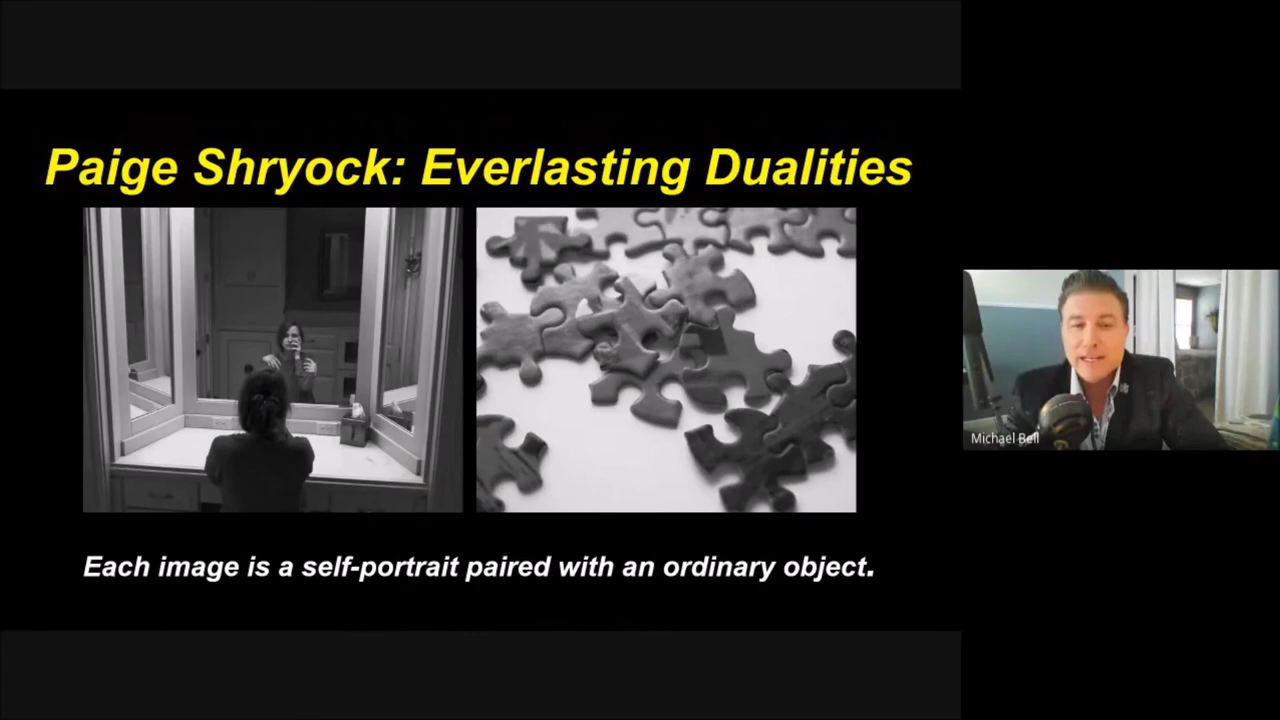 Paige Shryock: Everlasting Dualities
Each image is a self-portrait paired with an ordinary object.
Michael Bell